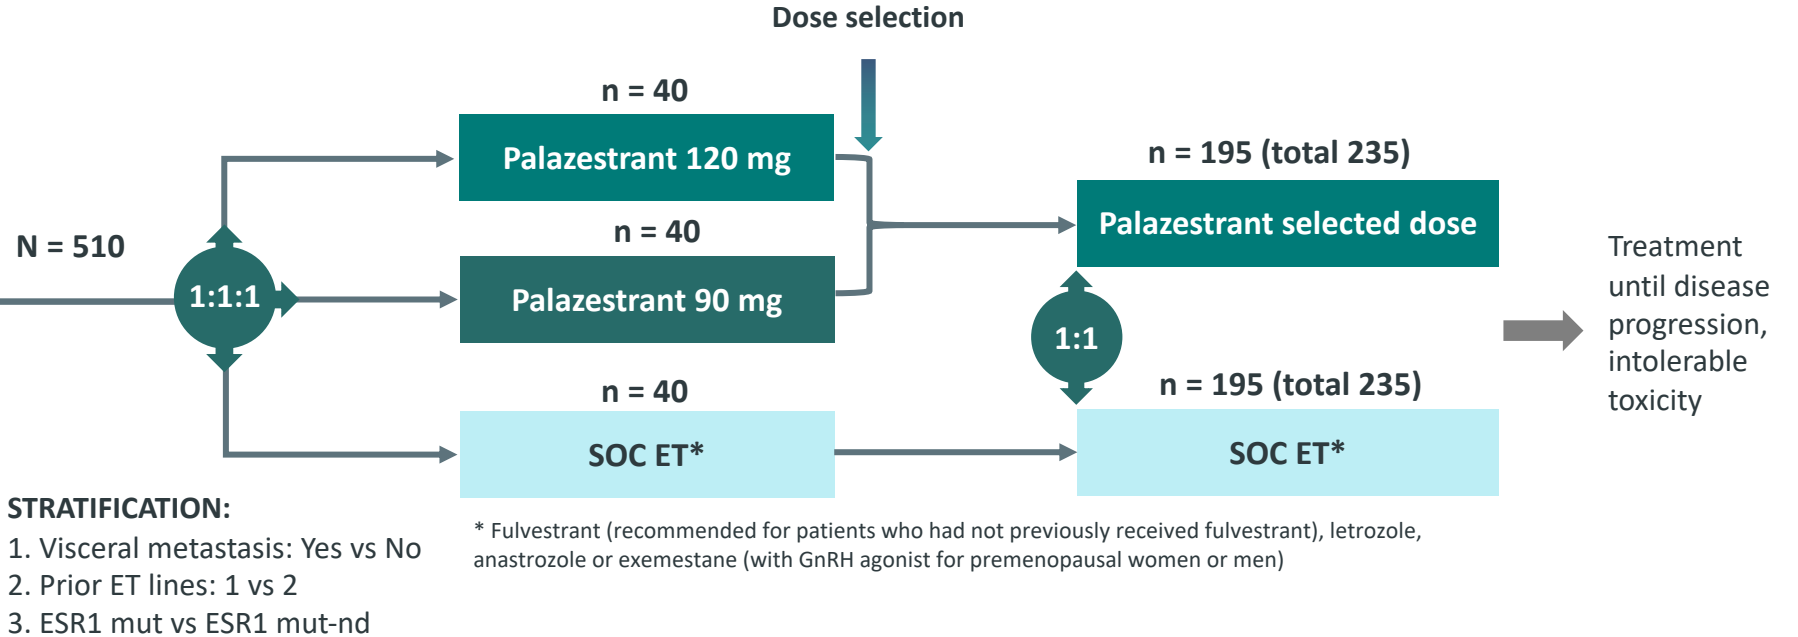 Dose selection
N = 510
1:1:1
n = 40
Palazestrant 120 mg
n = 40
Palazestrant 90 mg
n = 40
SOC ET*
n = 195 (total 235)
Palazestrant selected dose
1:1
n = 195 (total 235)
SOC ET*
Treatment
until disease
progression,
intolerable
toxicity
STRATIFICATION:
1. Visceral metastasis: Yes vs No
2. Prior ET lines: 1 vs 2
3. ESR1 mut vs ESR1 mut-nd
* Fulvestrant (recommended for patients who had not previously received fulvestrant), letrozole,
anastrozole or exemestane (with GnRH agonist for premenopausal women or men)